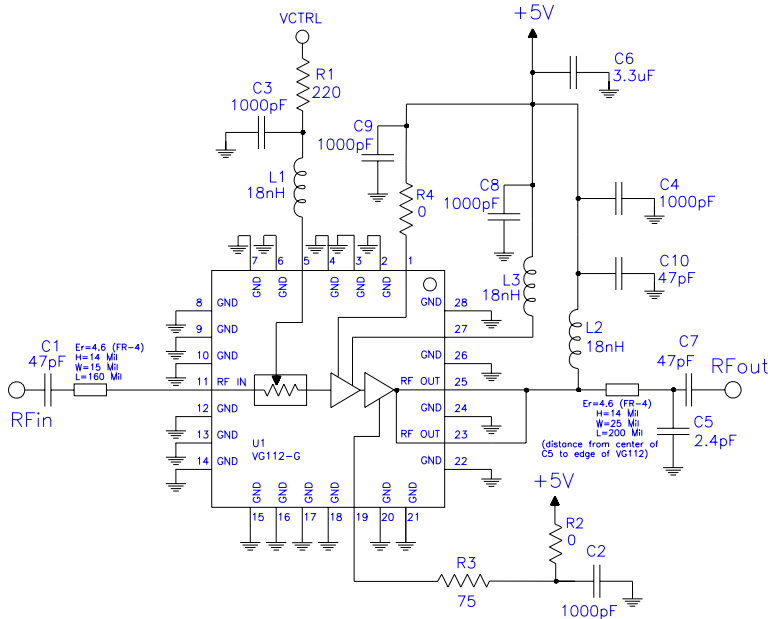 VCTRL
+5V
R1
220
C3
1000pF
C6
3.3uF
C9
1000pF
L1
18nH
R4
0
C8
1000pF
C4
1000pF
L3
18nH
C10
47pF
L2
18nH
7
6
5
4
3
2
1
GND
GND
GND
GND
GND
8
GND
GND
28
9
GND
27
10
GND
GND
26
11
RF IN
RF OUT
25
12
GND
GND
24
13
GND
RF OUT
23
14
GND
GND
22
U1
VG112-G
GND
GND
GND
GND
GND
GND
15
16
17
18
19
20
21
C1
47pF
Er=4.6 (FR-4)
H=14 Mil
W=15 Mil
L=160 Mil
RFin
C7
47pF
RFout
Er=4.6 (FR-4)
H=14 Mil
W=25 Mil
L=200 Mil
(distance from center of
C5 to edge of VG112)
C5
2.4pF
+5V
R2
0
R3
75
C2
1000pF